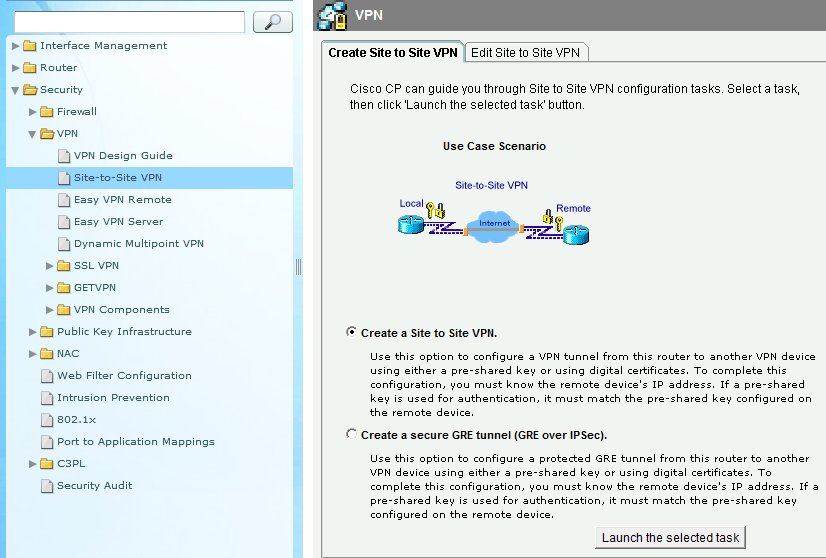 Interface Management
Router
Security
Firewall
VPN
VPN Design Guide
Site-to-Site VPN
Easy VPN Remote
Easy VPN Server
Dynamic Multipoint VPN
SSL VPN
GETVPN
VPN Components
Public Key Infrastructure
NAC
Web Filter Configuration
Intrusion Prevention
802.1x
Port to Application Mappings
C3PL
Security Audit
VPN
Create Site to Site VPN
Edit Site to Site VPN
Cisco CP can guide you through Site to Site VPN configuration tasks. Select a task,
then click 'Launch the selected task' button.
Use Case Scenario
Site-to-Site VPN
Local
Remote
Internet
Create a Site to Site VPN.
Use this option to configure a VPN tunnel from this router to another VPN device
using either a pre-shared key or using digital certificates. To complete this
configuration, you must know the remote device's IP address. If a pre-shared
key is used for authentication, it must match the pre-shared key configured on
the remote device.
Create a secure GRE tunnel (GRE over IPSec).
Use this option to configure a protected GRE tunnel from this router to another
VPN device using either a pre-shared key or using digital certificates. To
complete this configuration, you must know the remote device's IP address. If a
pre-shared key is used for authentication, it must match the pre-shared key
configured on the remote device.
Launch the selected task